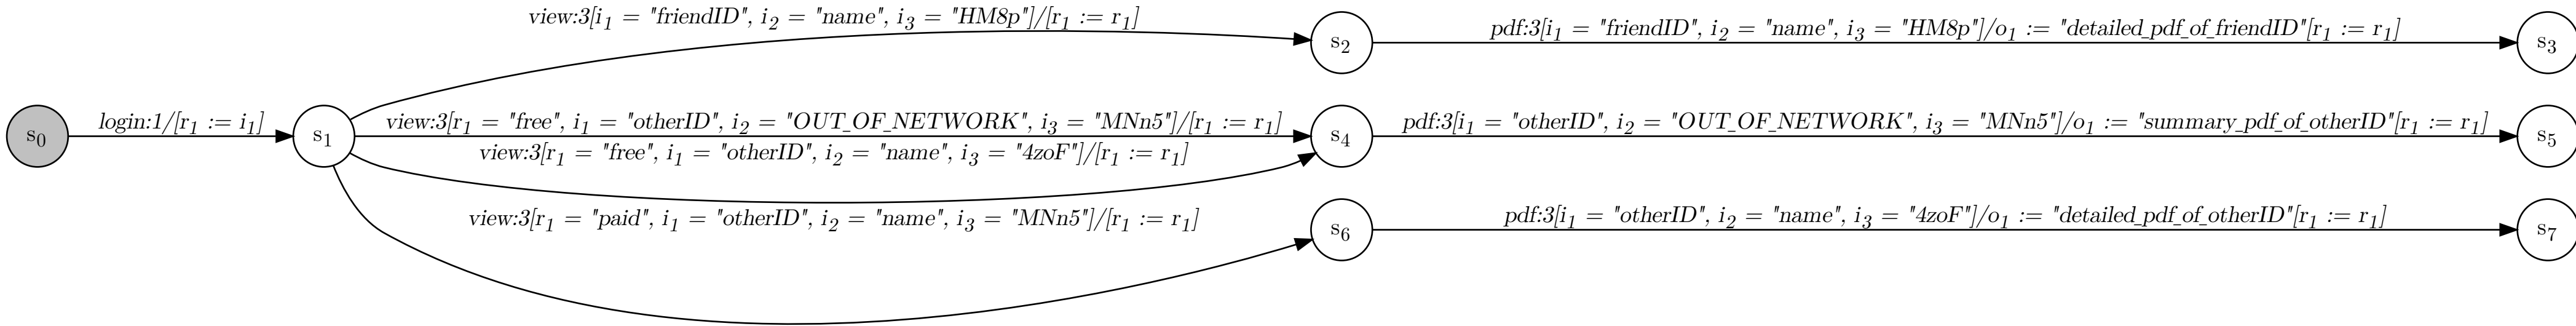 view:3[i1 = "friendID", i2 = "name", i3 = "HM8p"]/[r1 := r1]
s2
pdf:3[i1 = "friendID", i2 = "name", i3 = "HM8p"]/o1 := "detailed_pdf_of_friendID"[r1 := r1]
s3
s0
login:1/[r1 := i1]
s1
view:3[r1 = "free", i1 = "otherID", i2 = "OUT_OF_NETWORK", i3 = "MNn5"]/[r1 := r1]
view:3[r1 = "free", i1 = "otherID", i2 = "name", i3 = "4zoF"]/[r1 := r1]
s4
pdf:3[i1 = "otherID", i2 = "OUT_OF_NETWORK", i3 = "MNn5"]/o1 := "summary_pdf_of_otherID"[r1 := r1]
s5
view:3[r1 = "paid", i1 = "otherID", i2 = "name", i3 = "MNn5"]/[r1 := r1]
s6
pdf:3[i1 = "otherID", i2 = "name", i3 = "4zoF"]/o1 := "detailed_pdf_of_otherID"[r1 := r1]
s7